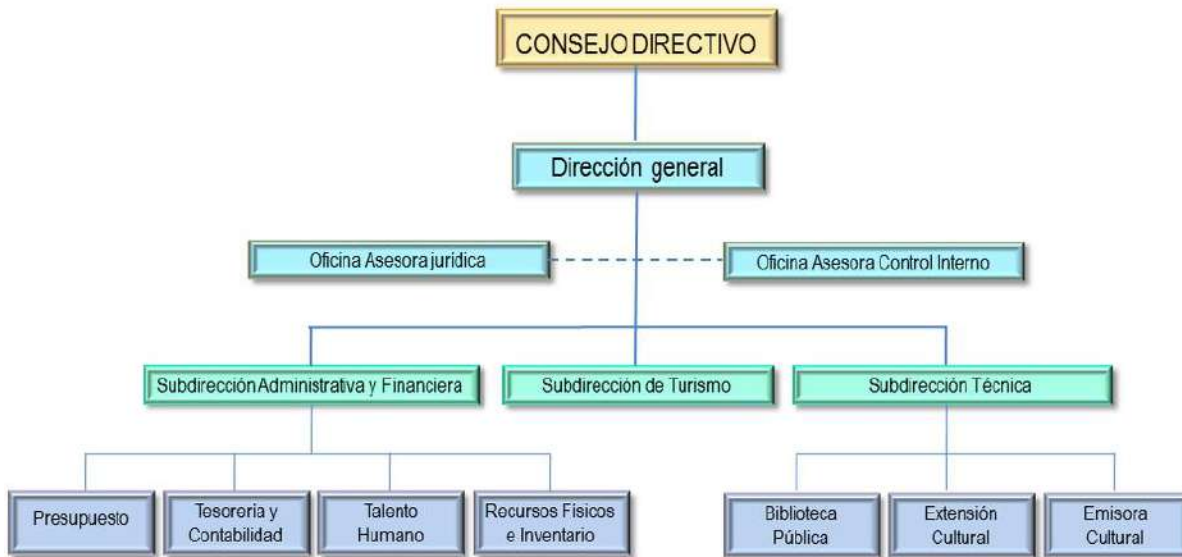 CONSEJO DIRECTIVO
Dirección general
Oficina Asesora jurídica
Oficina Asesora Control Interno
Subdirección Administrativa y Financiera
Subdirección de Turismo
Subdirección Técnica
Presupuesto
Tesorería y
Contabilidad
Talento
Humano
Recursos Físicos
e Inventario
Biblioteca
Pública
Extensión
Cultural
Emisora
Cultural